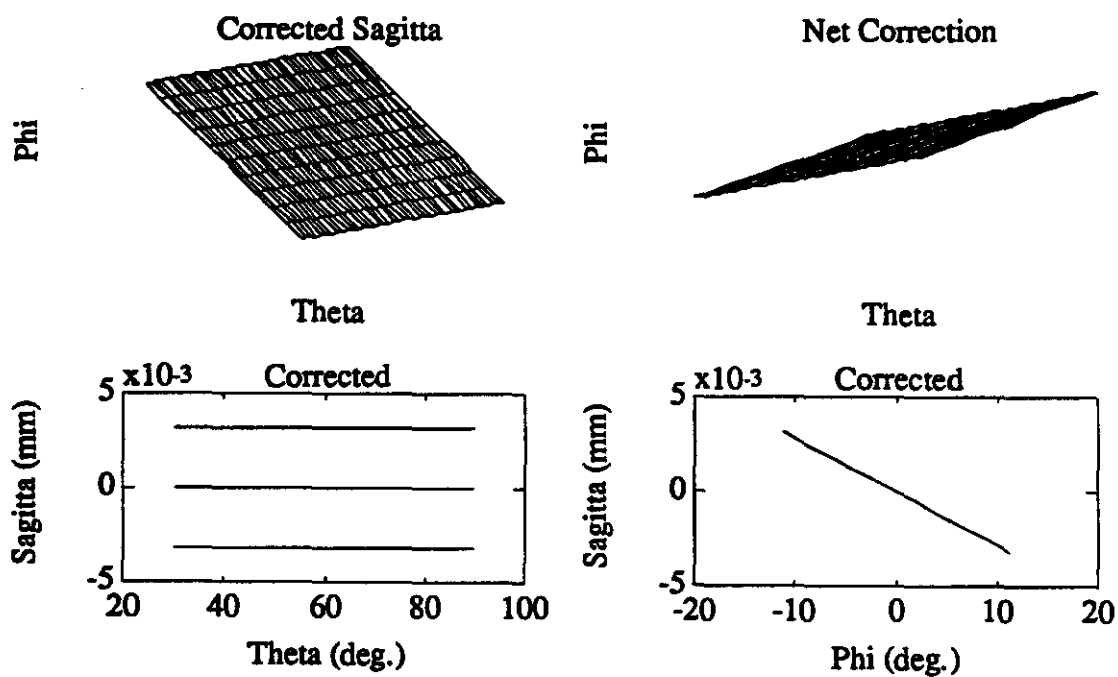 Corrected Sagitta
Phi
Theta
Net Correction
Phi
Theta
x10-3
Corrected
5
0
-5
Sagitta (mm)
20 40 60 80 100
Theta (deg.)
x10-3
Corrected
5
0
-5
Sagitta (mm)
-20 -10 0 10 20
Phi (deg.)